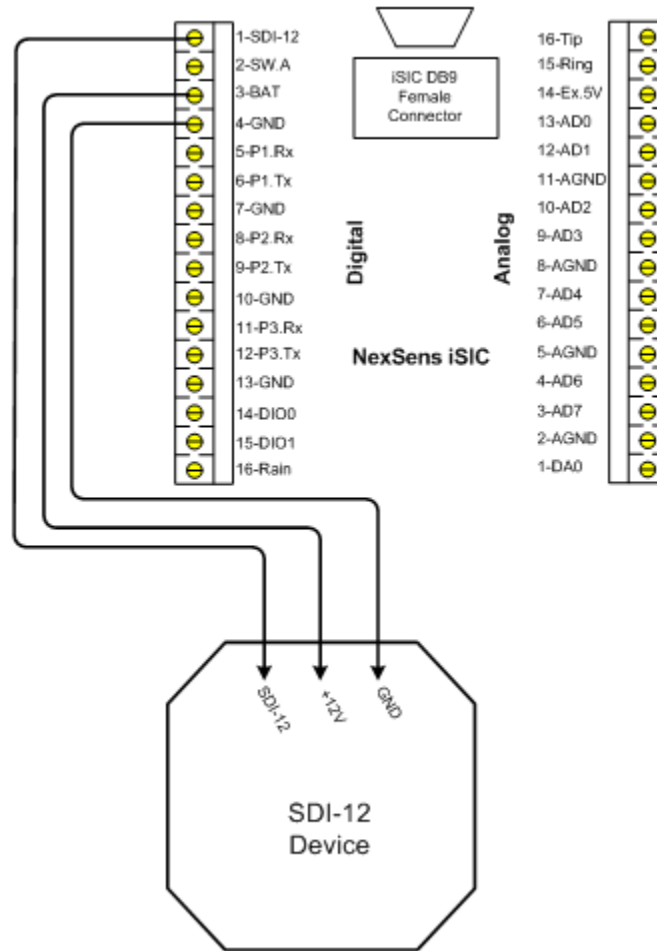 1-SDI-12
2-SW.A
3-BAT
4-GND
5-P1.Rx
6-P1.Tx
7-GND
8-P2.Rx
9-P2.Tx
10-GND
11-P3.Rx
12-P3.Tx
13-GND
14-DIO0
15-DIO1
16-Rain
iSIC DB9
Female
Connector
Digital
Analog
NexSens iSIC
16-Tip
15-Ring
14-Ex.5V
13-AD0
12-AD1
11-AGND
10-AD2
9-AD3
8-AGND
7-AD4
6-AD5
5-AGND
4-AD6
3-AD7
2-AGND
1-DA0
SDI-12
+12V
GND
SDI-12
Device